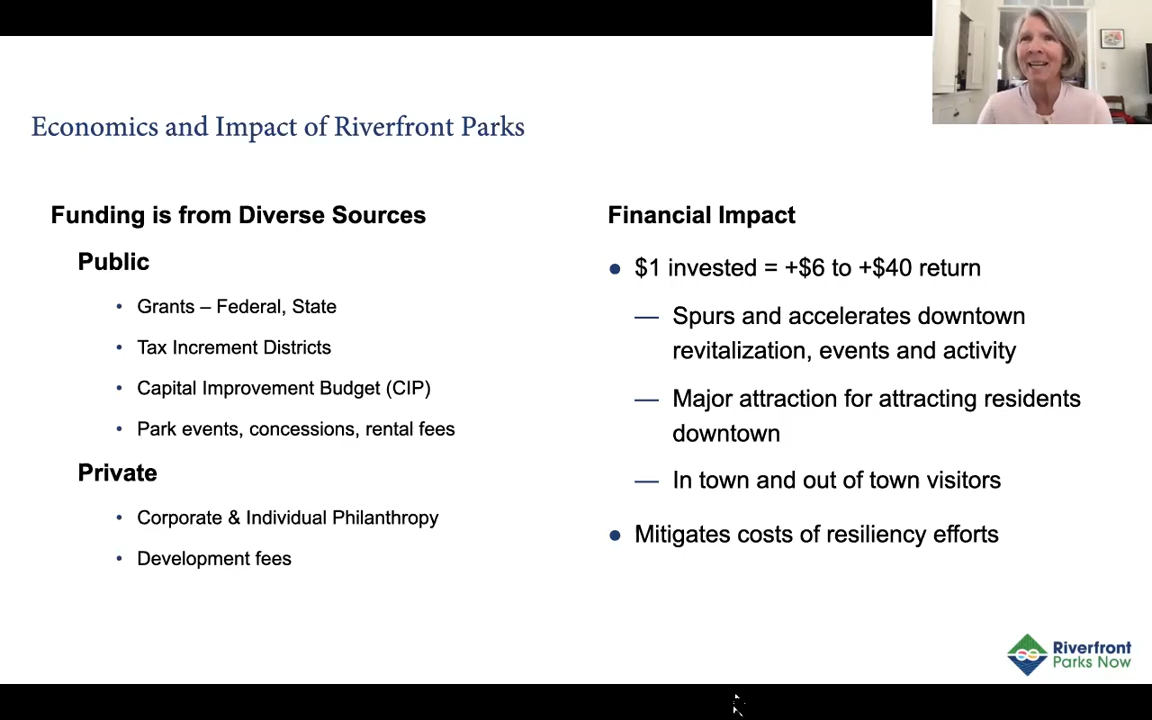 Economics and Impact of Riverfront Parks
Funding is from Diverse Sources
Public
• Grants – Federal, State
• Tax Increment Districts
• Capital Improvement Budget (CIP)
• Park events, concessions, rental fees
Private
• Corporate & Individual Philanthropy
• Development fees
Financial Impact
● $1 invested = +$6 to +$40 return
— Spurs and accelerates downtown
revitalization, events and activity
— Major attraction for attracting residents
downtown
— In town and out of town visitors
● Mitigates costs of resiliency efforts
Riverfront
Parks Now